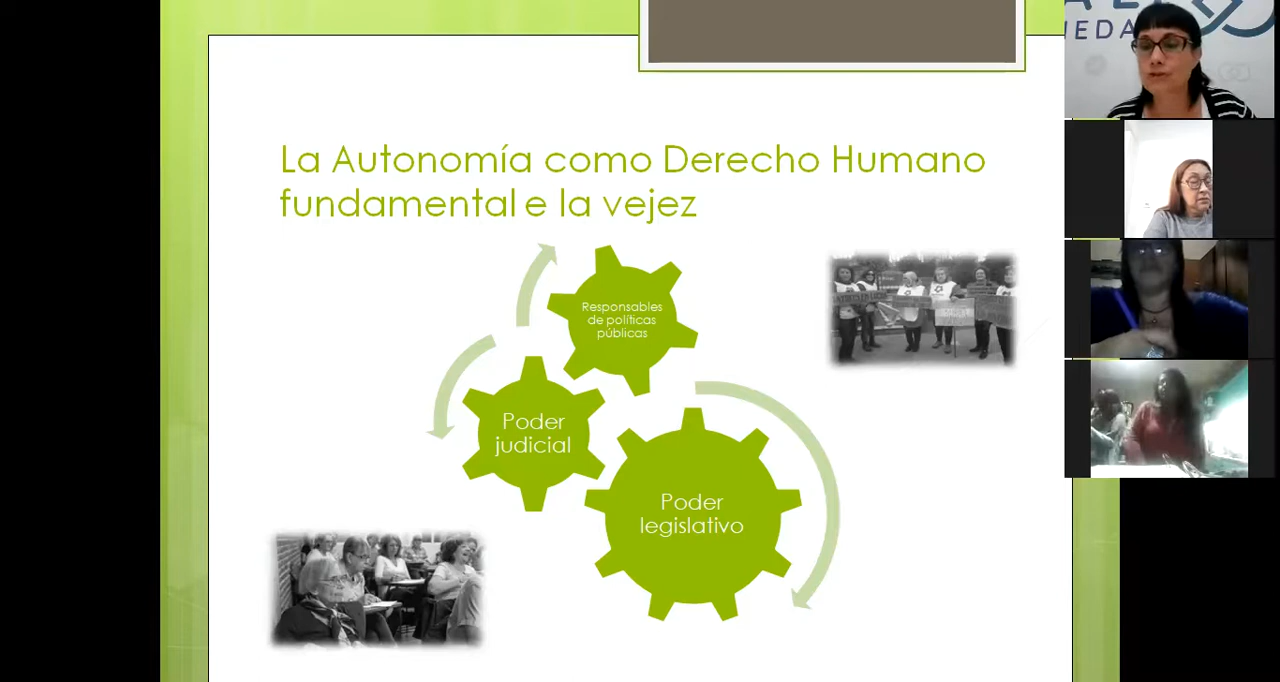 La Autonomía como Derecho Humano
fundamental e la vejez
Responsables
de políticas
públicas
Poder
judicial
Poder
legislativo